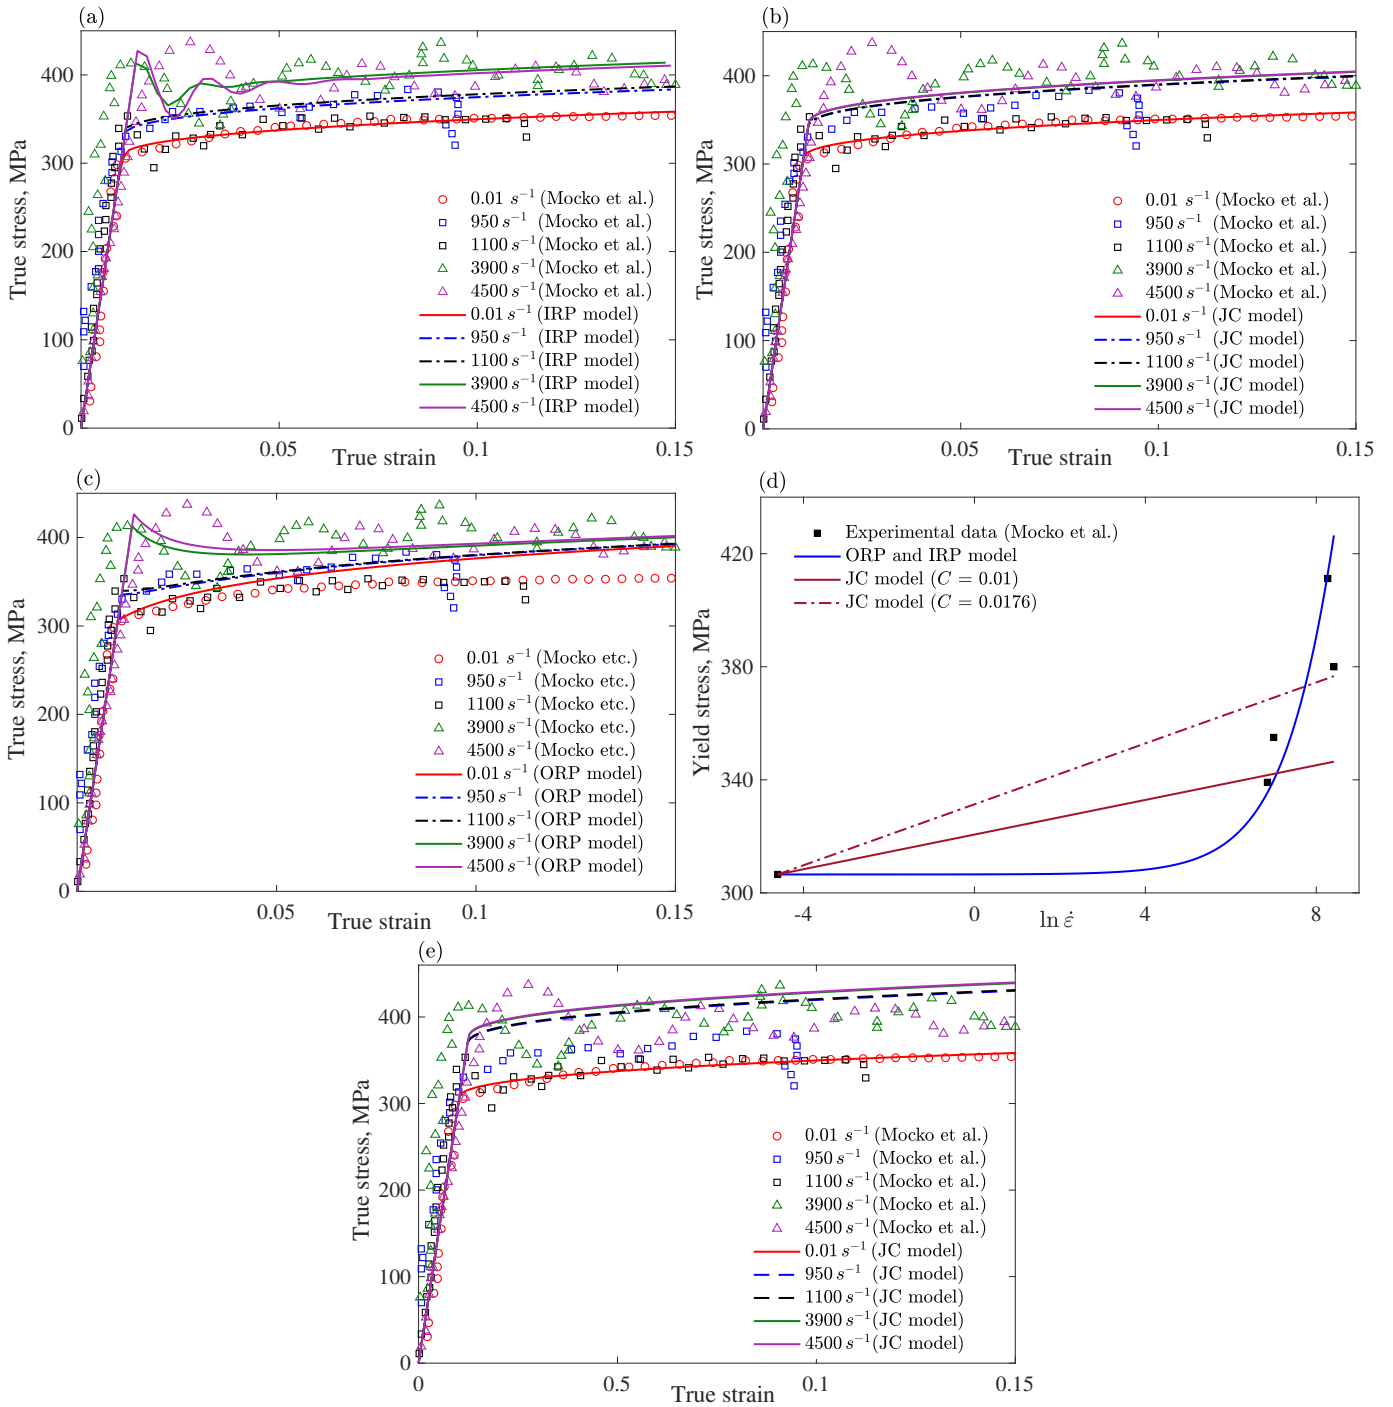 (a)
400
300
200
100
0
True stress, MPa
0.01 s⁻¹ (Mocko et al.)
950 s⁻¹ (Mocko et al.)
1100 s⁻¹ (Mocko et al.)
3900 s⁻¹ (Mocko et al.)
4500 s⁻¹ (Mocko et al.)
0.01 s⁻¹ (IRP model)
950 s⁻¹ (IRP model)
1100 s⁻¹ (IRP model)
3900 s⁻¹ (IRP model)
4500 s⁻¹ (IRP model)
0.05
0.1
0.15
True strain
(b)
400
300
200
100
0
True stress, MPa
0.01 s⁻¹ (Mocko et al.)
950 s⁻¹ (Mocko et al.)
1100 s⁻¹ (Mocko et al.)
3900 s⁻¹ (Mocko et al.)
4500 s⁻¹ (Mocko et al.)
0.01 s⁻¹ (JC model)
950 s⁻¹ (JC model)
1100 s⁻¹ (JC model)
3900 s⁻¹ (JC model)
4500 s⁻¹ (JC model)
0.05
0.1
0.15
True strain
(c)
400
300
200
100
0
True stress, MPa
0.01 s⁻¹ (Mocko etc.)
950 s⁻¹ (Mocko etc.)
1100 s⁻¹ (Mocko etc.)
3900 s⁻¹ (Mocko etc.)
4500 s⁻¹ (Mocko etc.)
0.01 s⁻¹ (ORP model)
950 s⁻¹ (ORP model)
1100 s⁻¹ (ORP model)
3900 s⁻¹ (ORP model)
4500 s⁻¹ (ORP model)
0.05
0.1
0.15
True strain
(d)
420
380
340
300
Yield stress, MPa
Experimental data (Mocko et al.)
ORP and IRP model
JC model (C = 0.01)
JC model (C = 0.0176)
-4
0
4
8
ln ε̇
(e)
400
300
200
100
0
True stress, MPa
0.01 s⁻¹ (Mocko et al.)
950 s⁻¹ (Mocko et al.)
1100 s⁻¹ (Mocko et al.)
3900 s⁻¹ (Mocko et al.)
4500 s⁻¹ (Mocko et al.)
0.01 s⁻¹ (JC model)
950 s⁻¹ (JC model)
1100 s⁻¹ (JC model)
3900 s⁻¹ (JC model)
4500 s⁻¹ (JC model)
0
0.5
0.1
0.15
True strain